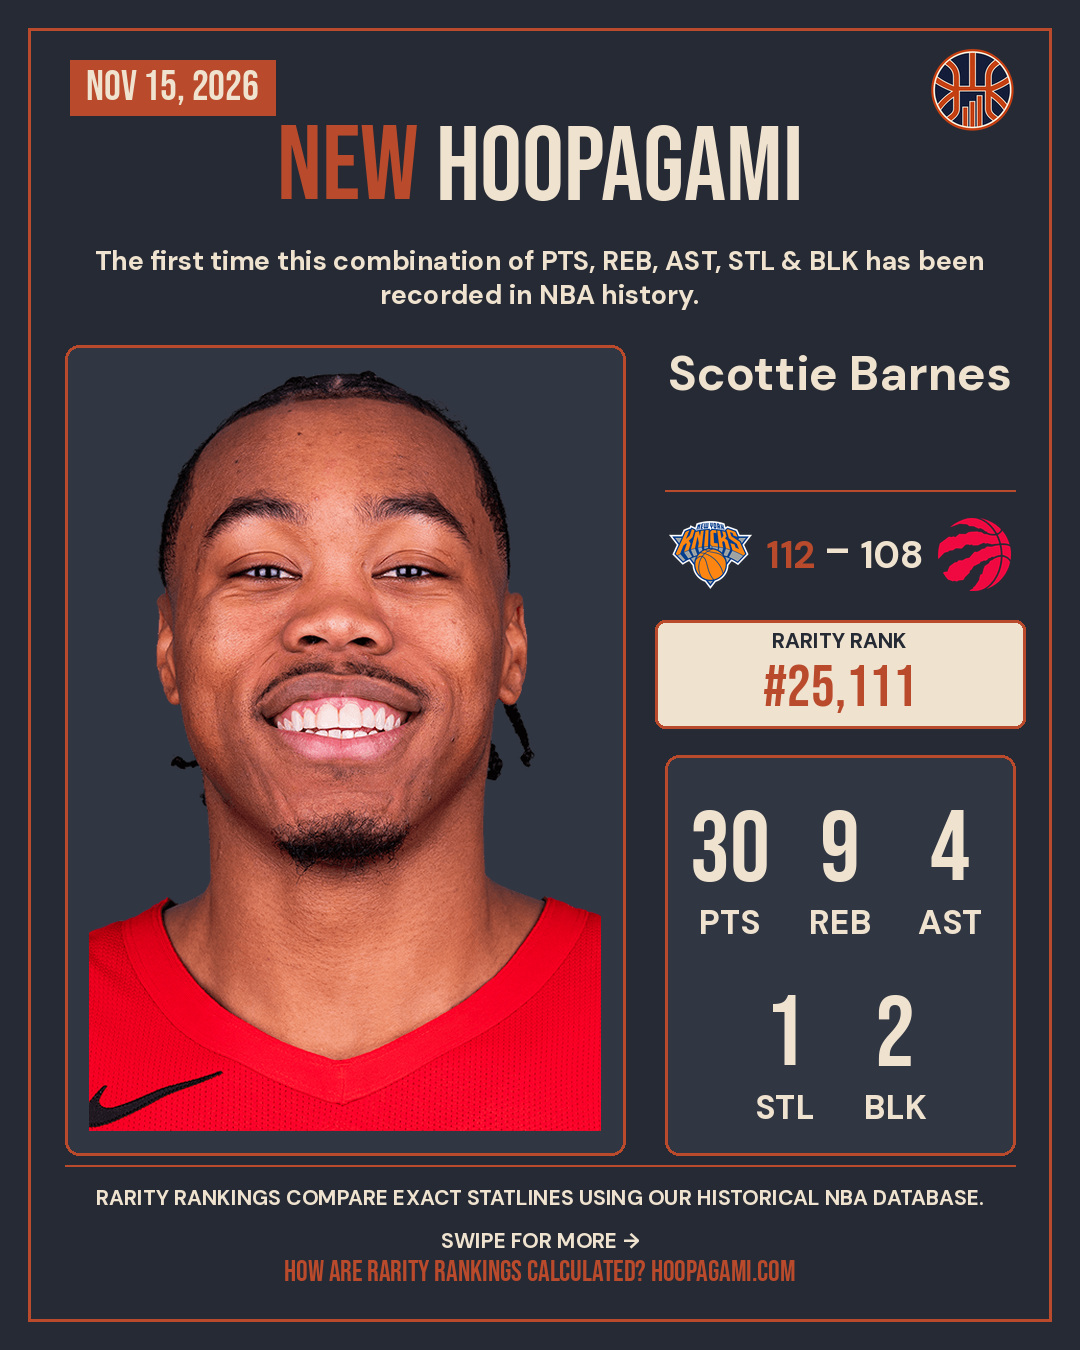 NOV 15, 2026
NEW HOOPAGAMI
The first time this combination of PTS, REB, AST, STL & BLK has been
recorded in NBA history.
Scottie Barnes
NEW YORK
KNICKS
112 – 108
RARITY RANK
#25,111
30 9 4
PTS REB AST
1 2
STL BLK
RARITY RANKINGS COMPARE EXACT STATLINES USING OUR HISTORICAL NBA DATABASE.
SWIPE FOR MORE →
HOW ARE RARITY RANKINGS CALCULATED? HOOPAGAMI.COM